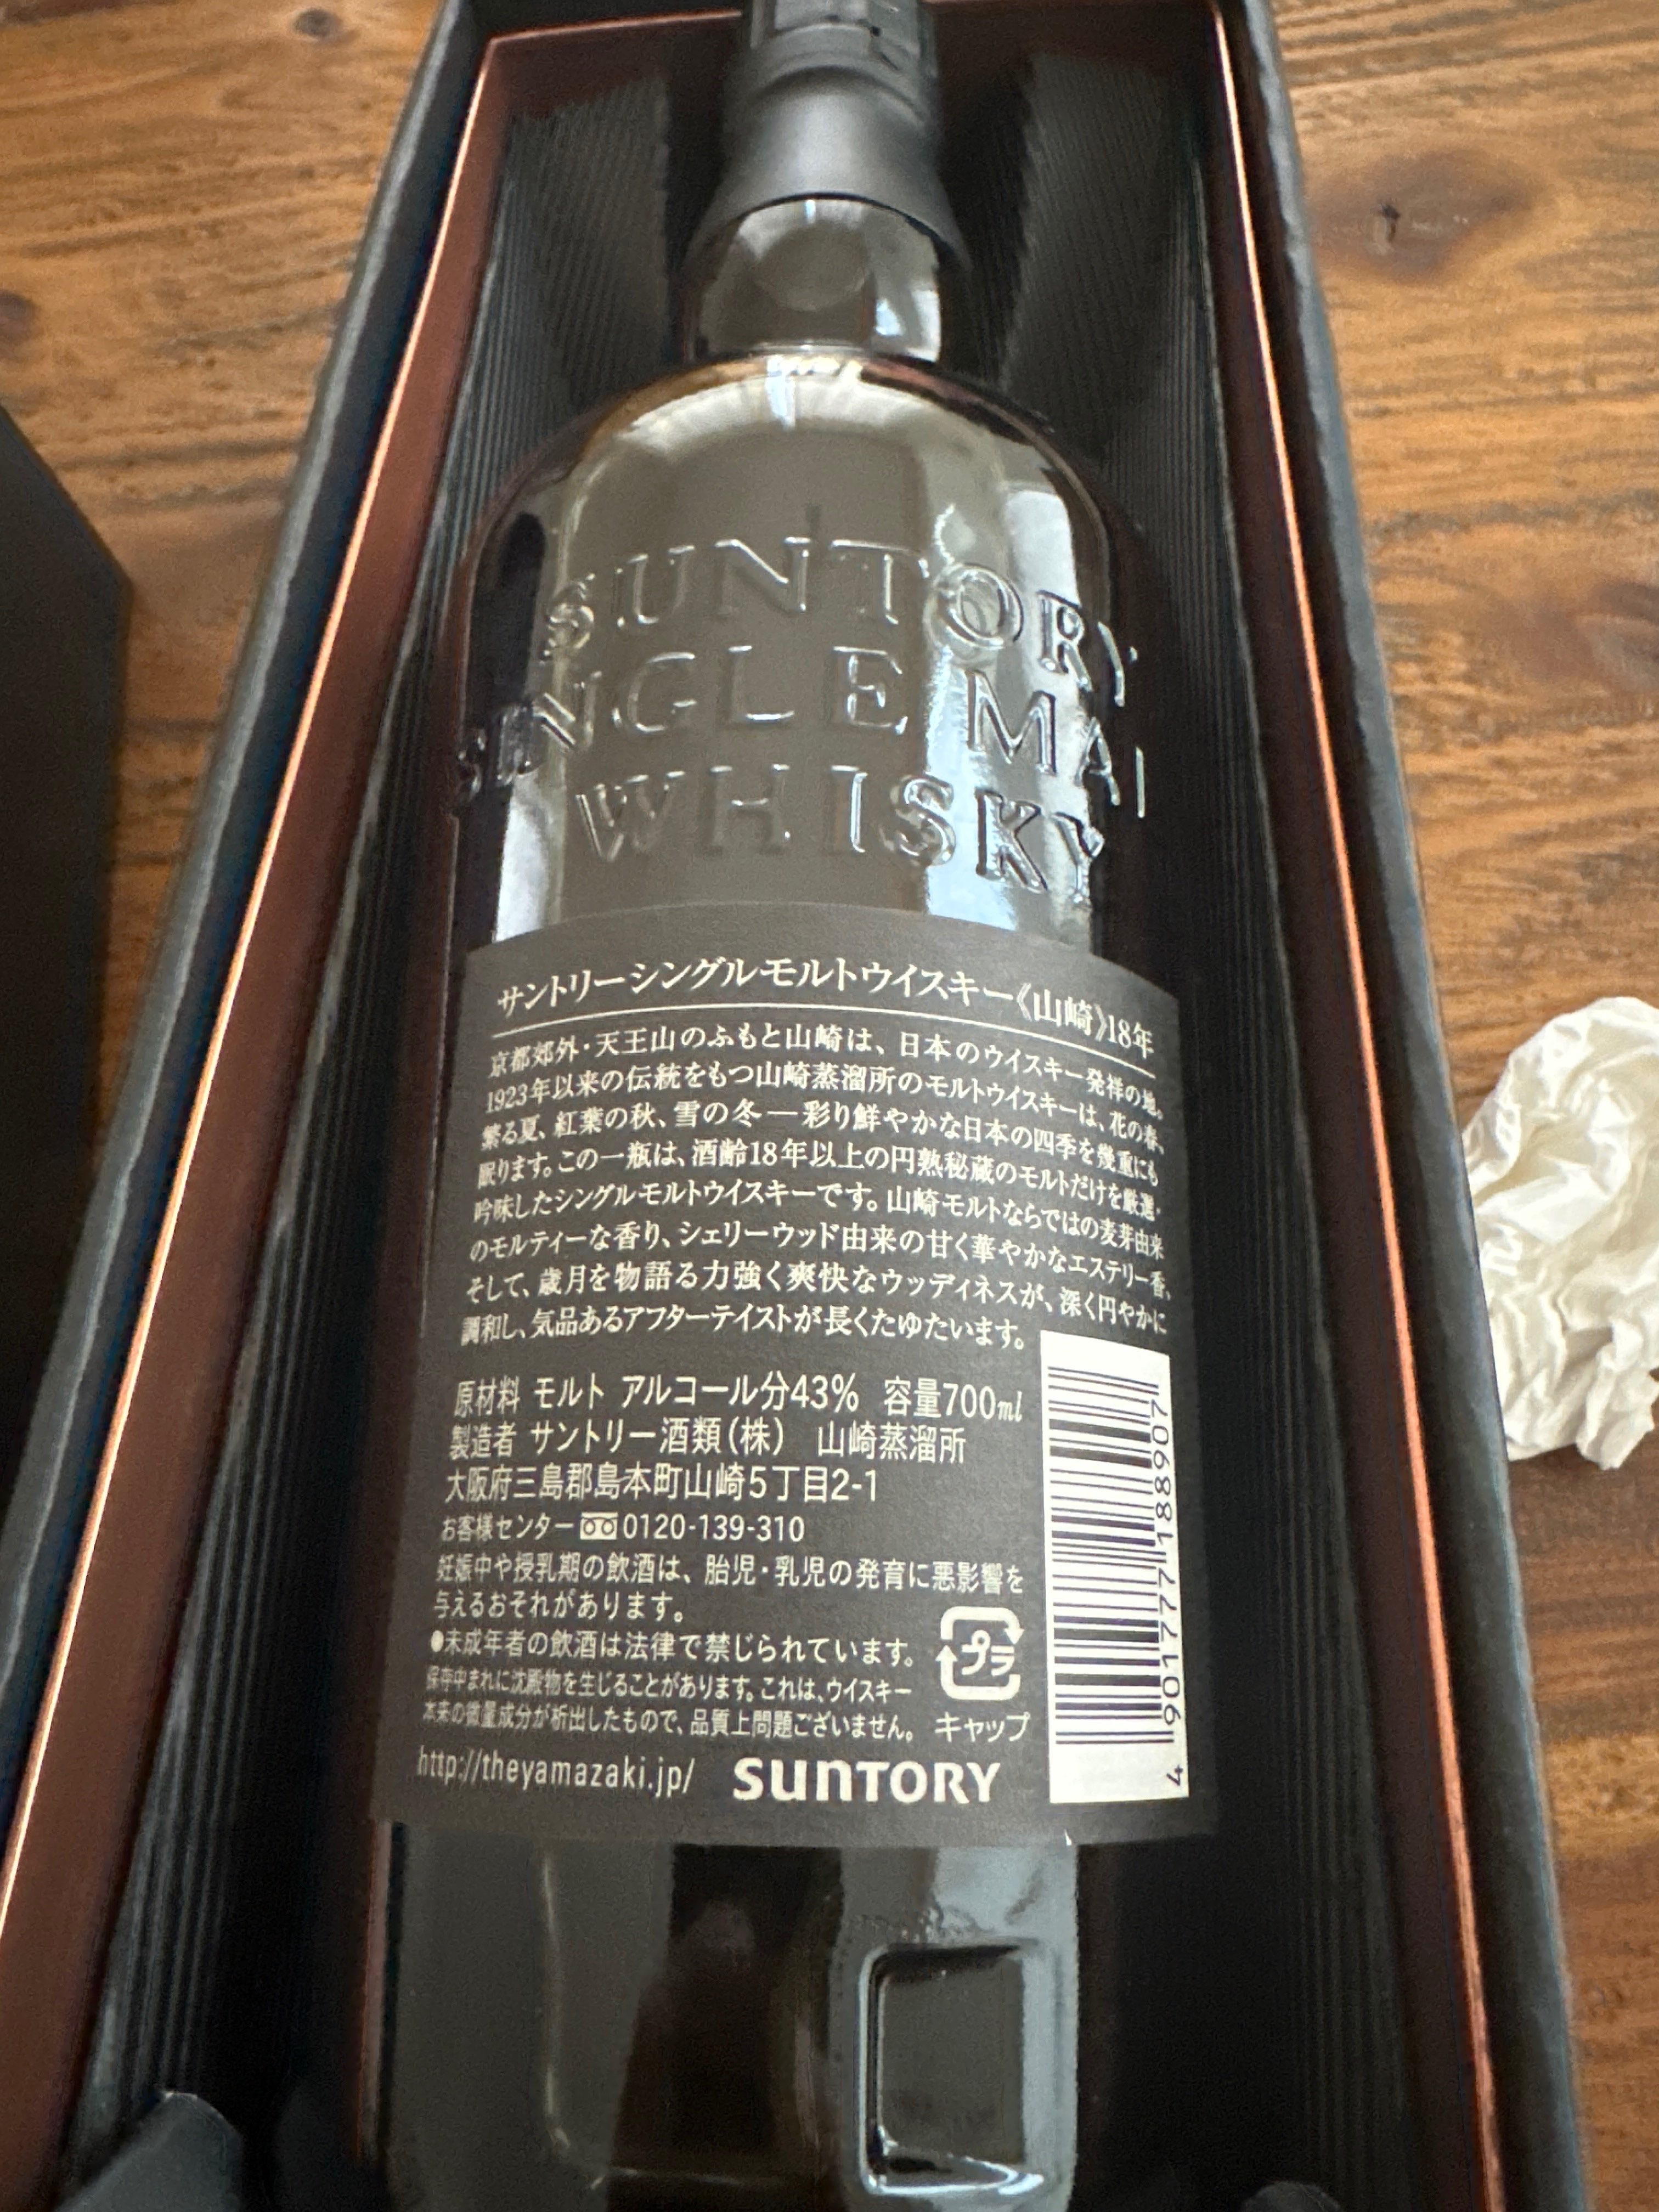 SUNTORY
SINGLE MAL
WHISKY
サントリーシングルモルトウイスキー《山崎》18年
京都郊外・天王山のふもと山崎は、日本のウイスキー発祥の地。
1923年以来の伝統をもつ山崎蒸溜所のモルトウイスキーは、花の春、
繁る夏、紅葉の秋、雪の冬 — 彩り鮮やかな日本の四季を幾重にも
眠ります。この一瓶は、酒齢18年以上の円熟秘蔵のモルトだけを厳選・
吟味したシングルモルトウイスキーです。山崎モルトならではの麦芽由来
のモルティーな香り、シェリーウッド由来の甘く華やかなエステリー香、
そして、歳月を物語る力強く爽快なウッディネスが、深く円やかに
調和し、気品あるアフターテイストが長くたゆたいます。
原材料 モルト アルコール分43% 容量700ml
製造者 サントリー酒類(株) 山崎蒸溜所
大阪府三島郡島本町山崎5丁目2-1
お客様センター 0120-139-310
妊娠中や授乳期の飲酒は、胎児・乳児の発育に悪影響を
与えるおそれがあります。
●未成年者の飲酒は法律で禁じられています。
保存中まれに沈殿物を生じることがあります。これは、ウイスキー
本来の微量成分が析出したもので、品質上問題ございません。
プラ
キャップ
http://theyamazaki.jp/ SUNTORY
4 901777 188907